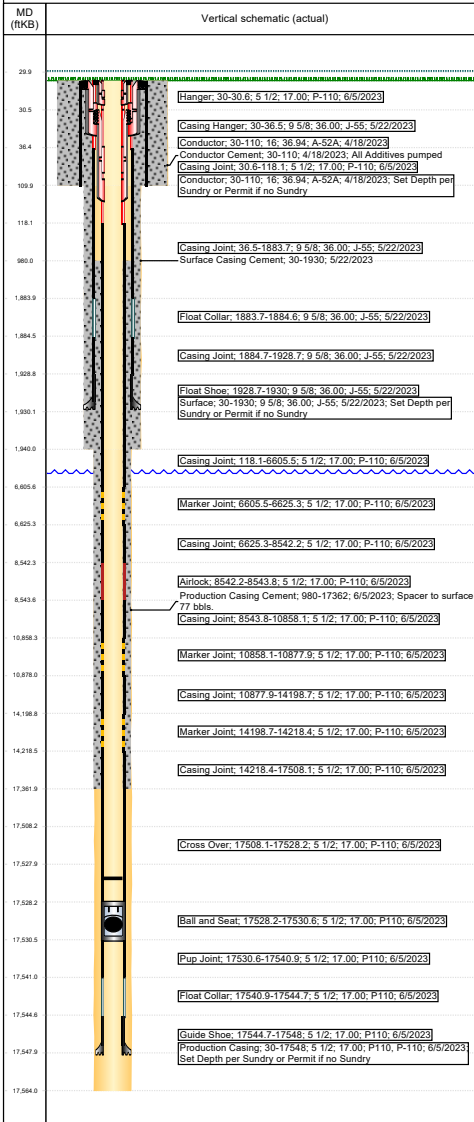 MD
(ftKB)
Vertical schematic (actual)
29.9
Hanger; 30-30.6; 5 1/2; 17.00; P-110; 6/5/2023
30.5
Casing Hanger; 30-36.5; 9 5/8; 36.00; J-55; 5/22/2023
Conductor; 30-110; 16; 36.94; A-52A; 4/18/2023
36.4
Conductor Cement; 30-110; 4/18/2023; All Additives pumped
Casing Joint; 30.6-118.1; 5 1/2; 17.00; P-110; 6/5/2023
Conductor; 30-110; 16; 36.94; A-52A; 4/18/2023; Set Depth per
Sundry or Permit if no Sundry
109.9
118.1
Casing Joint; 36.5-1883.7; 9 5/8; 36.00; J-55; 5/22/2023
980.0
Surface Casing Cement; 30-1930; 5/22/2023
1,883.9
Float Collar; 1883.7-1884.6; 9 5/8; 36.00; J-55; 5/22/2023
1,884.5
Casing Joint; 1884.7-1928.7; 9 5/8; 36.00; J-55; 5/22/2023
1,928.8
Float Shoe; 1928.7-1930; 9 5/8; 36.00; J-55; 5/22/2023
Surface; 30-1930; 9 5/8; 36.00; J-55; 5/22/2023; Set Depth per
Sundry or Permit if no Sundry
1,930.1
1,940.0
Casing Joint; 118.1-6605.5; 5 1/2; 17.00; P-110; 6/5/2023
6,605.6
Marker Joint; 6605.5-6625.3; 5 1/2; 17.00; P-110; 6/5/2023
6,625.3
Casing Joint; 6625.3-8542.2; 5 1/2; 17.00; P-110; 6/5/2023
8,542.3
Airlock; 8542.2-8543.8; 5 1/2; 17.00; P-110; 6/5/2023
8,543.6
Production Casing Cement; 980-17362; 6/5/2023; Spacer to surface
77 bbls.
Casing Joint; 8543.8-10858.1; 5 1/2; 17.00; P-110; 6/5/2023
10,858.3
Marker Joint; 10858.1-10877.9; 5 1/2; 17.00; P-110; 6/5/2023
10,878.0
Casing Joint; 10877.9-14198.7; 5 1/2; 17.00; P-110; 6/5/2023
14,198.8
Marker Joint; 14198.7-14218.4; 5 1/2; 17.00; P-110; 6/5/2023
14,218.5
Casing Joint; 14218.4-17508.1; 5 1/2; 17.00; P-110; 6/5/2023
17,361.9
17,508.2
Cross Over; 17508.1-17528.2; 5 1/2; 17.00; P-110; 6/5/2023
17,527.9
17,528.2
Ball and Seat; 17528.2-17530.6; 5 1/2; 17.00; P110; 6/5/2023
17,530.5
Pup Joint; 17530.6-17540.9; 5 1/2; 17.00; P110; 6/5/2023
17,541.0
Float Collar; 17540.9-17544.7; 5 1/2; 17.00; P110; 6/5/2023
17,544.6
Guide Shoe; 17544.7-17548; 5 1/2; 17.00; P110; 6/5/2023
Production Casing; 30-17548; 5 1/2; 17.00; P110, P-110; 6/5/2023;
Set Depth per Sundry or Permit if no Sundry
17,547.9
17,564.0